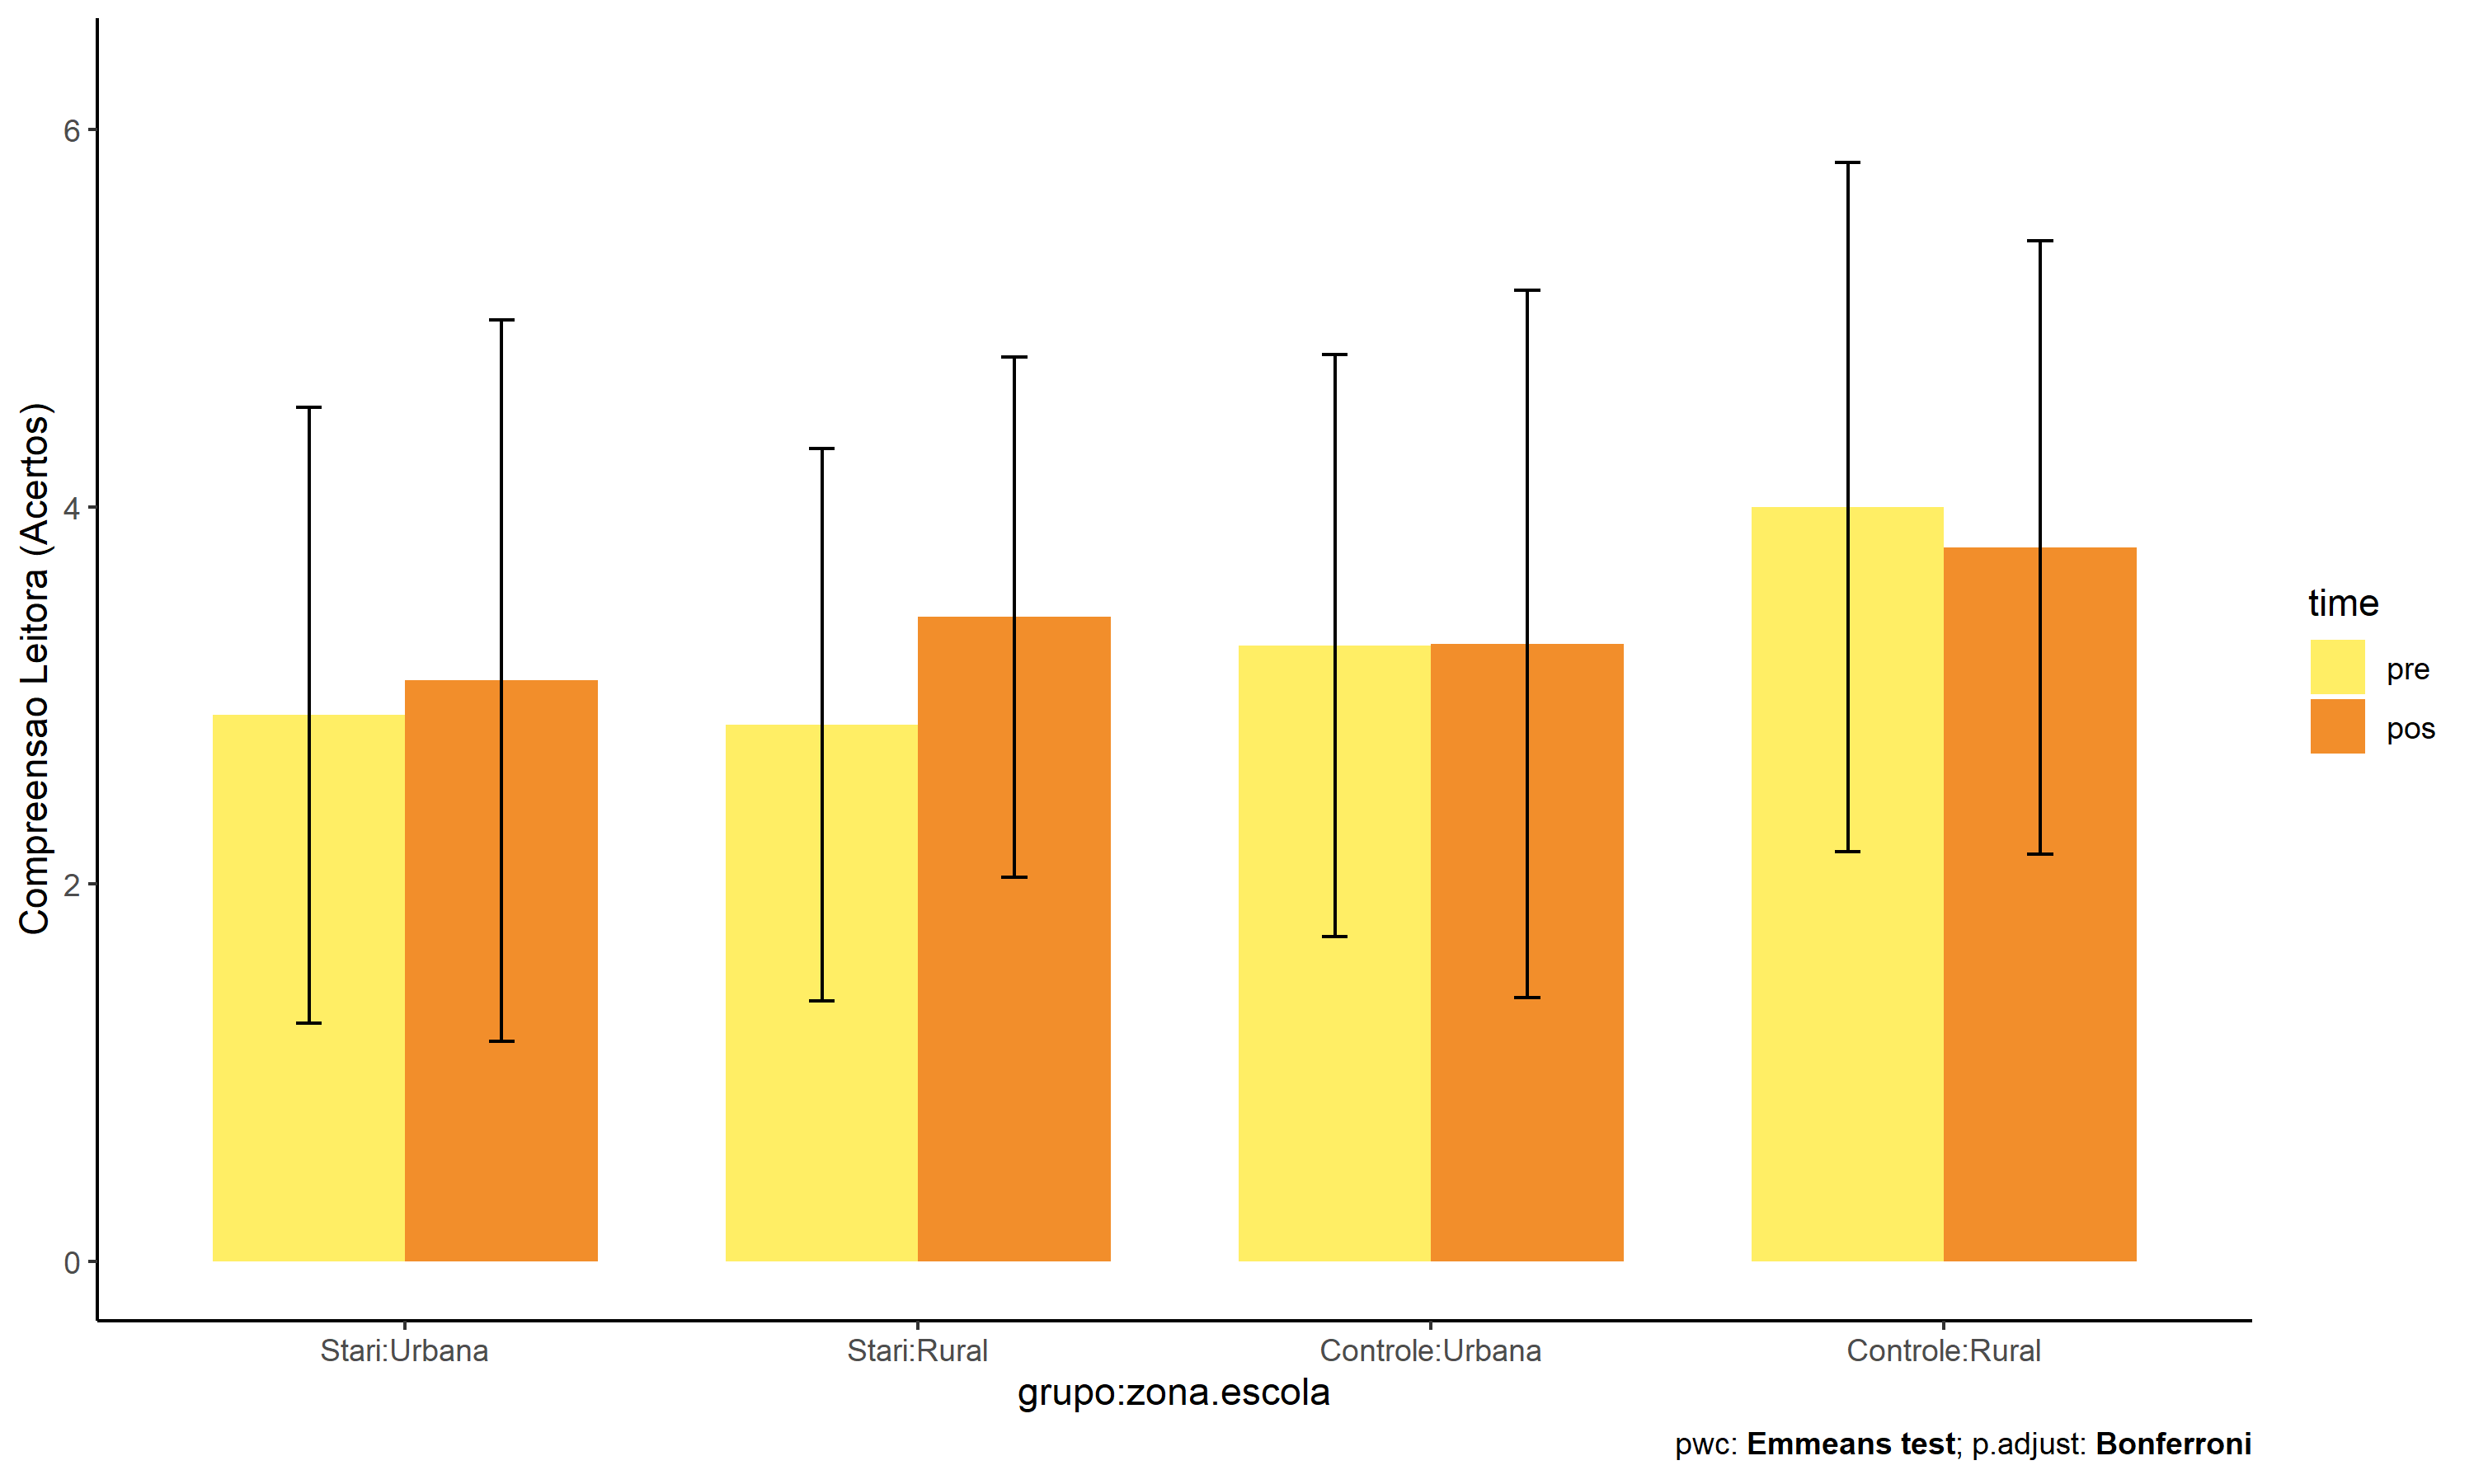 Compreensao Leitora (Acertos)
6
4
2
0
Stari:Urbana
Stari:Rural
Controle:Urbana
Controle:Rural
grupo:zona.escola
time
pre
pos
pwc: Emmeans test; p.adjust: Bonferroni